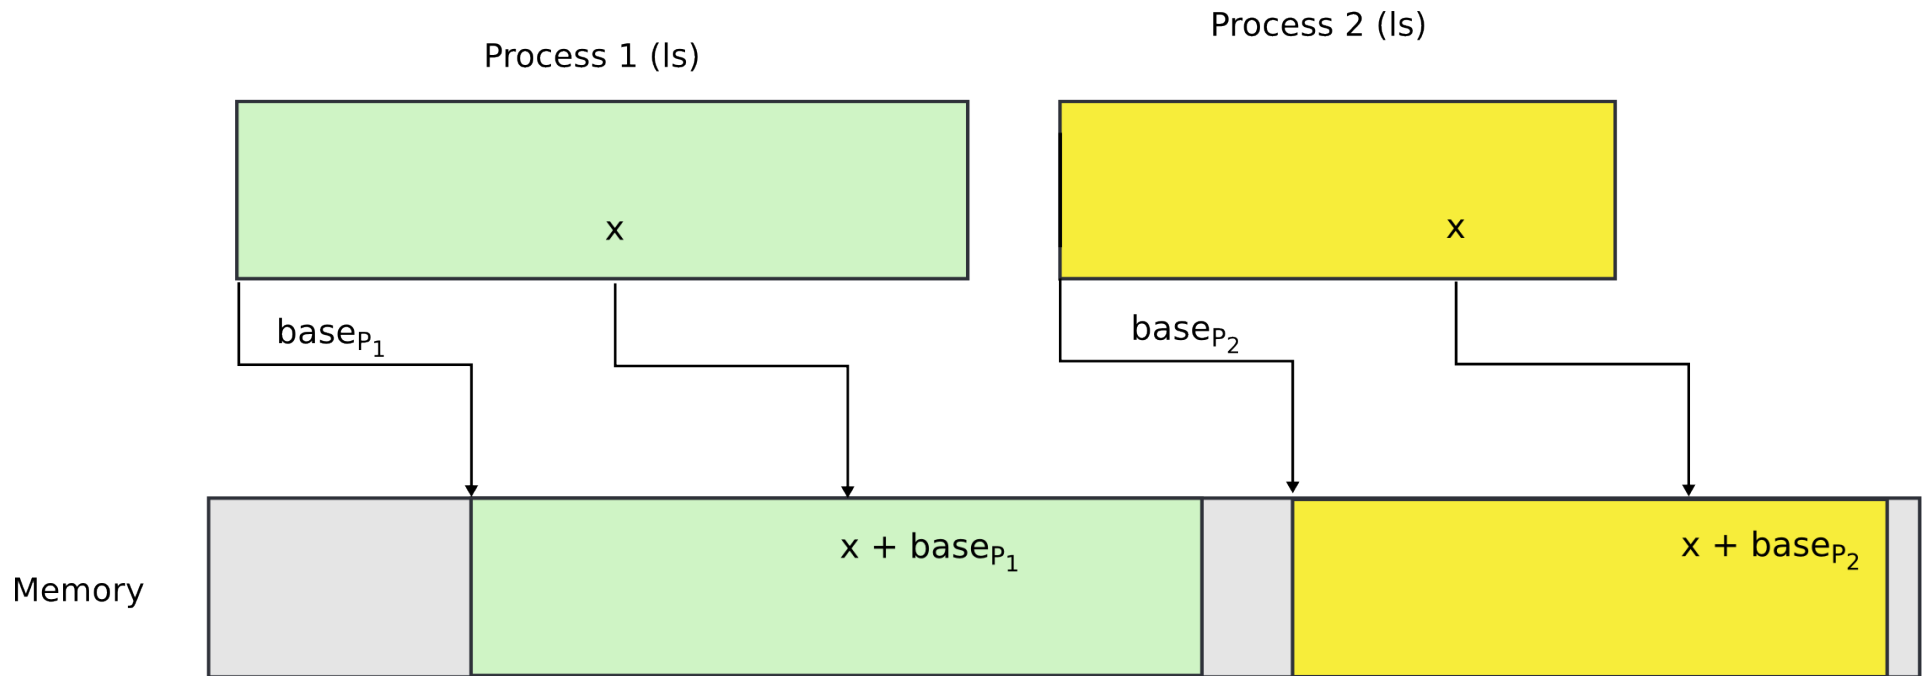 Process 1 (ls)
Process 2 (ls)
x
x
baseP1
baseP2
x + baseP1
x + baseP2
Memory